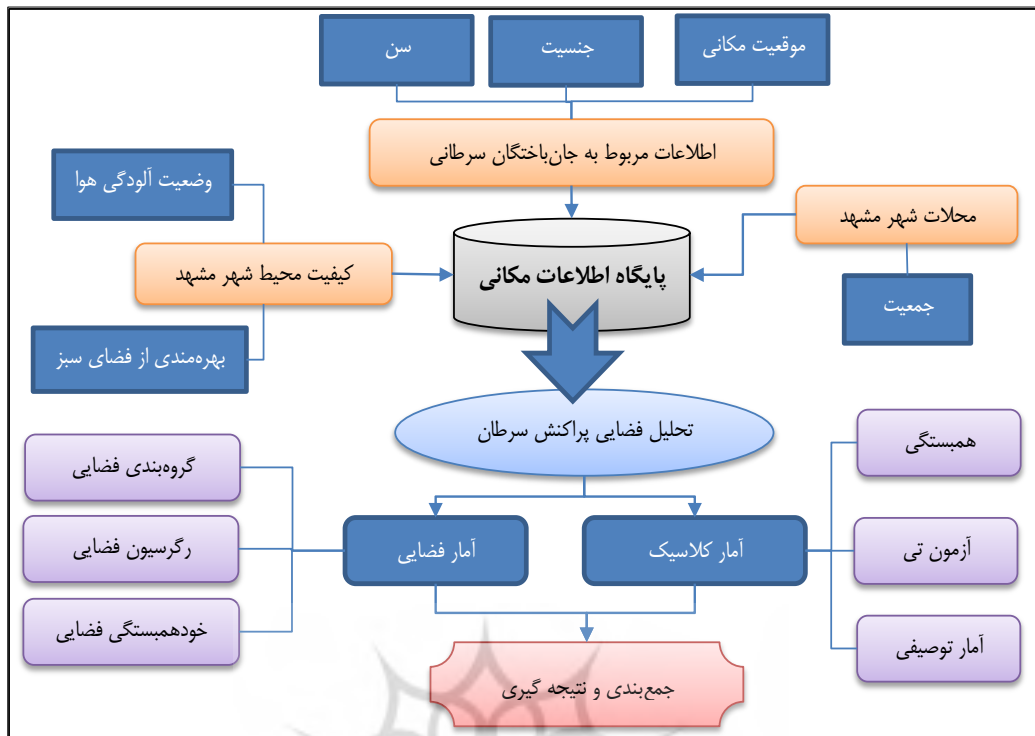 موقعیت مکانی
جنسیت
سن
اطلاعات مربوط به جان‌باختگان سرطانی
وضعیت آلودگی هوا
محلات شهر مشهد
کیفیت محیط شهر مشهد
پایگاه اطلاعات مکانی
جمعیت
بهره‌مندی از فضای سبز
تحلیل فضایی پراکنش سرطان
همبستگی
گروه‌بندی فضایی
آمار کلاسیک
آمار فضایی
آزمون تی
رگرسیون فضایی
آمار توصیفی
خودهمبستگی فضایی
جمع‌بندی و نتیجه گیری